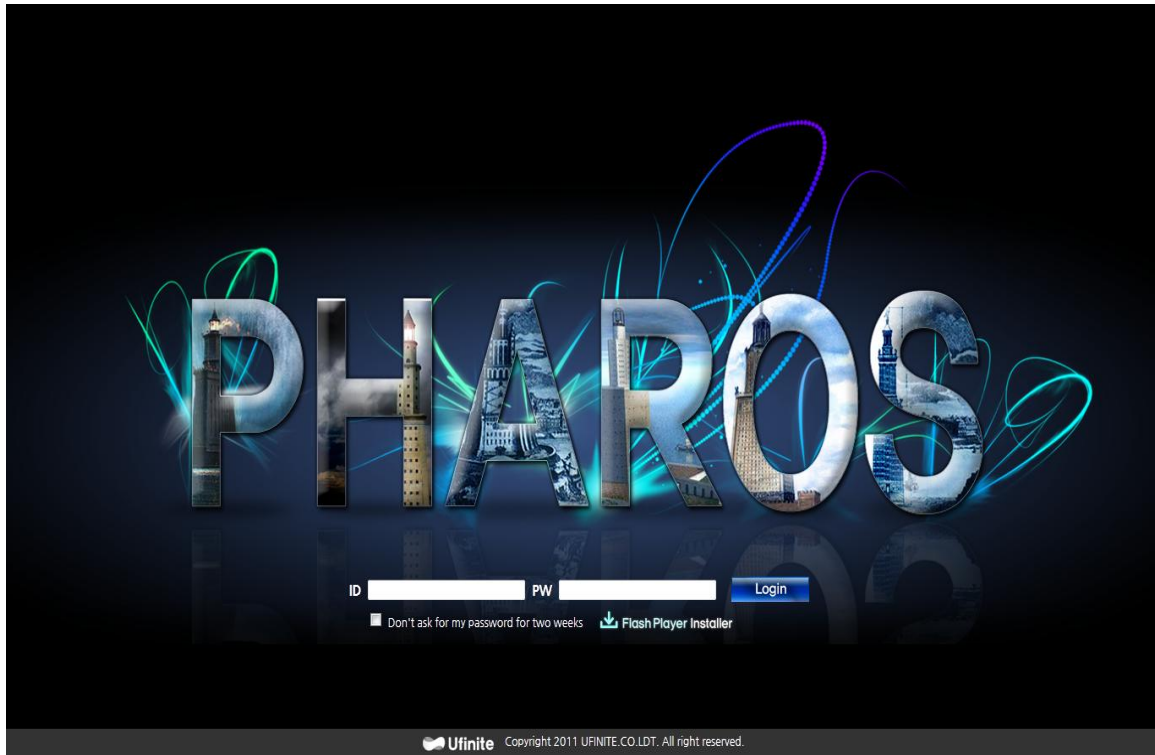 PHAROS
ID PW Login
Don't ask for my password for two weeks Flash Player Installer
Ufinite Copyright 2011 UFINITE.CO.LDT. All right reserved.